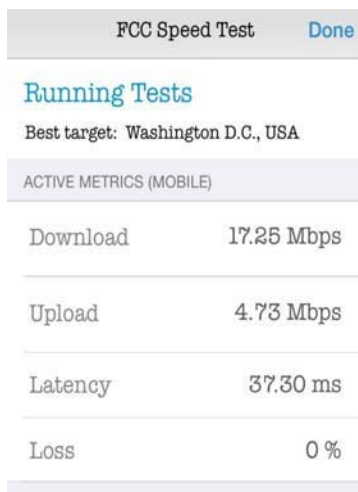 FCC Speed Test Done
Running Tests
Best target: Washington D.C., USA
ACTIVE METRICS (MOBILE)
Download 17.25 Mbps
Upload 4.73 Mbps
Latency 37.30 ms
Loss 0 %